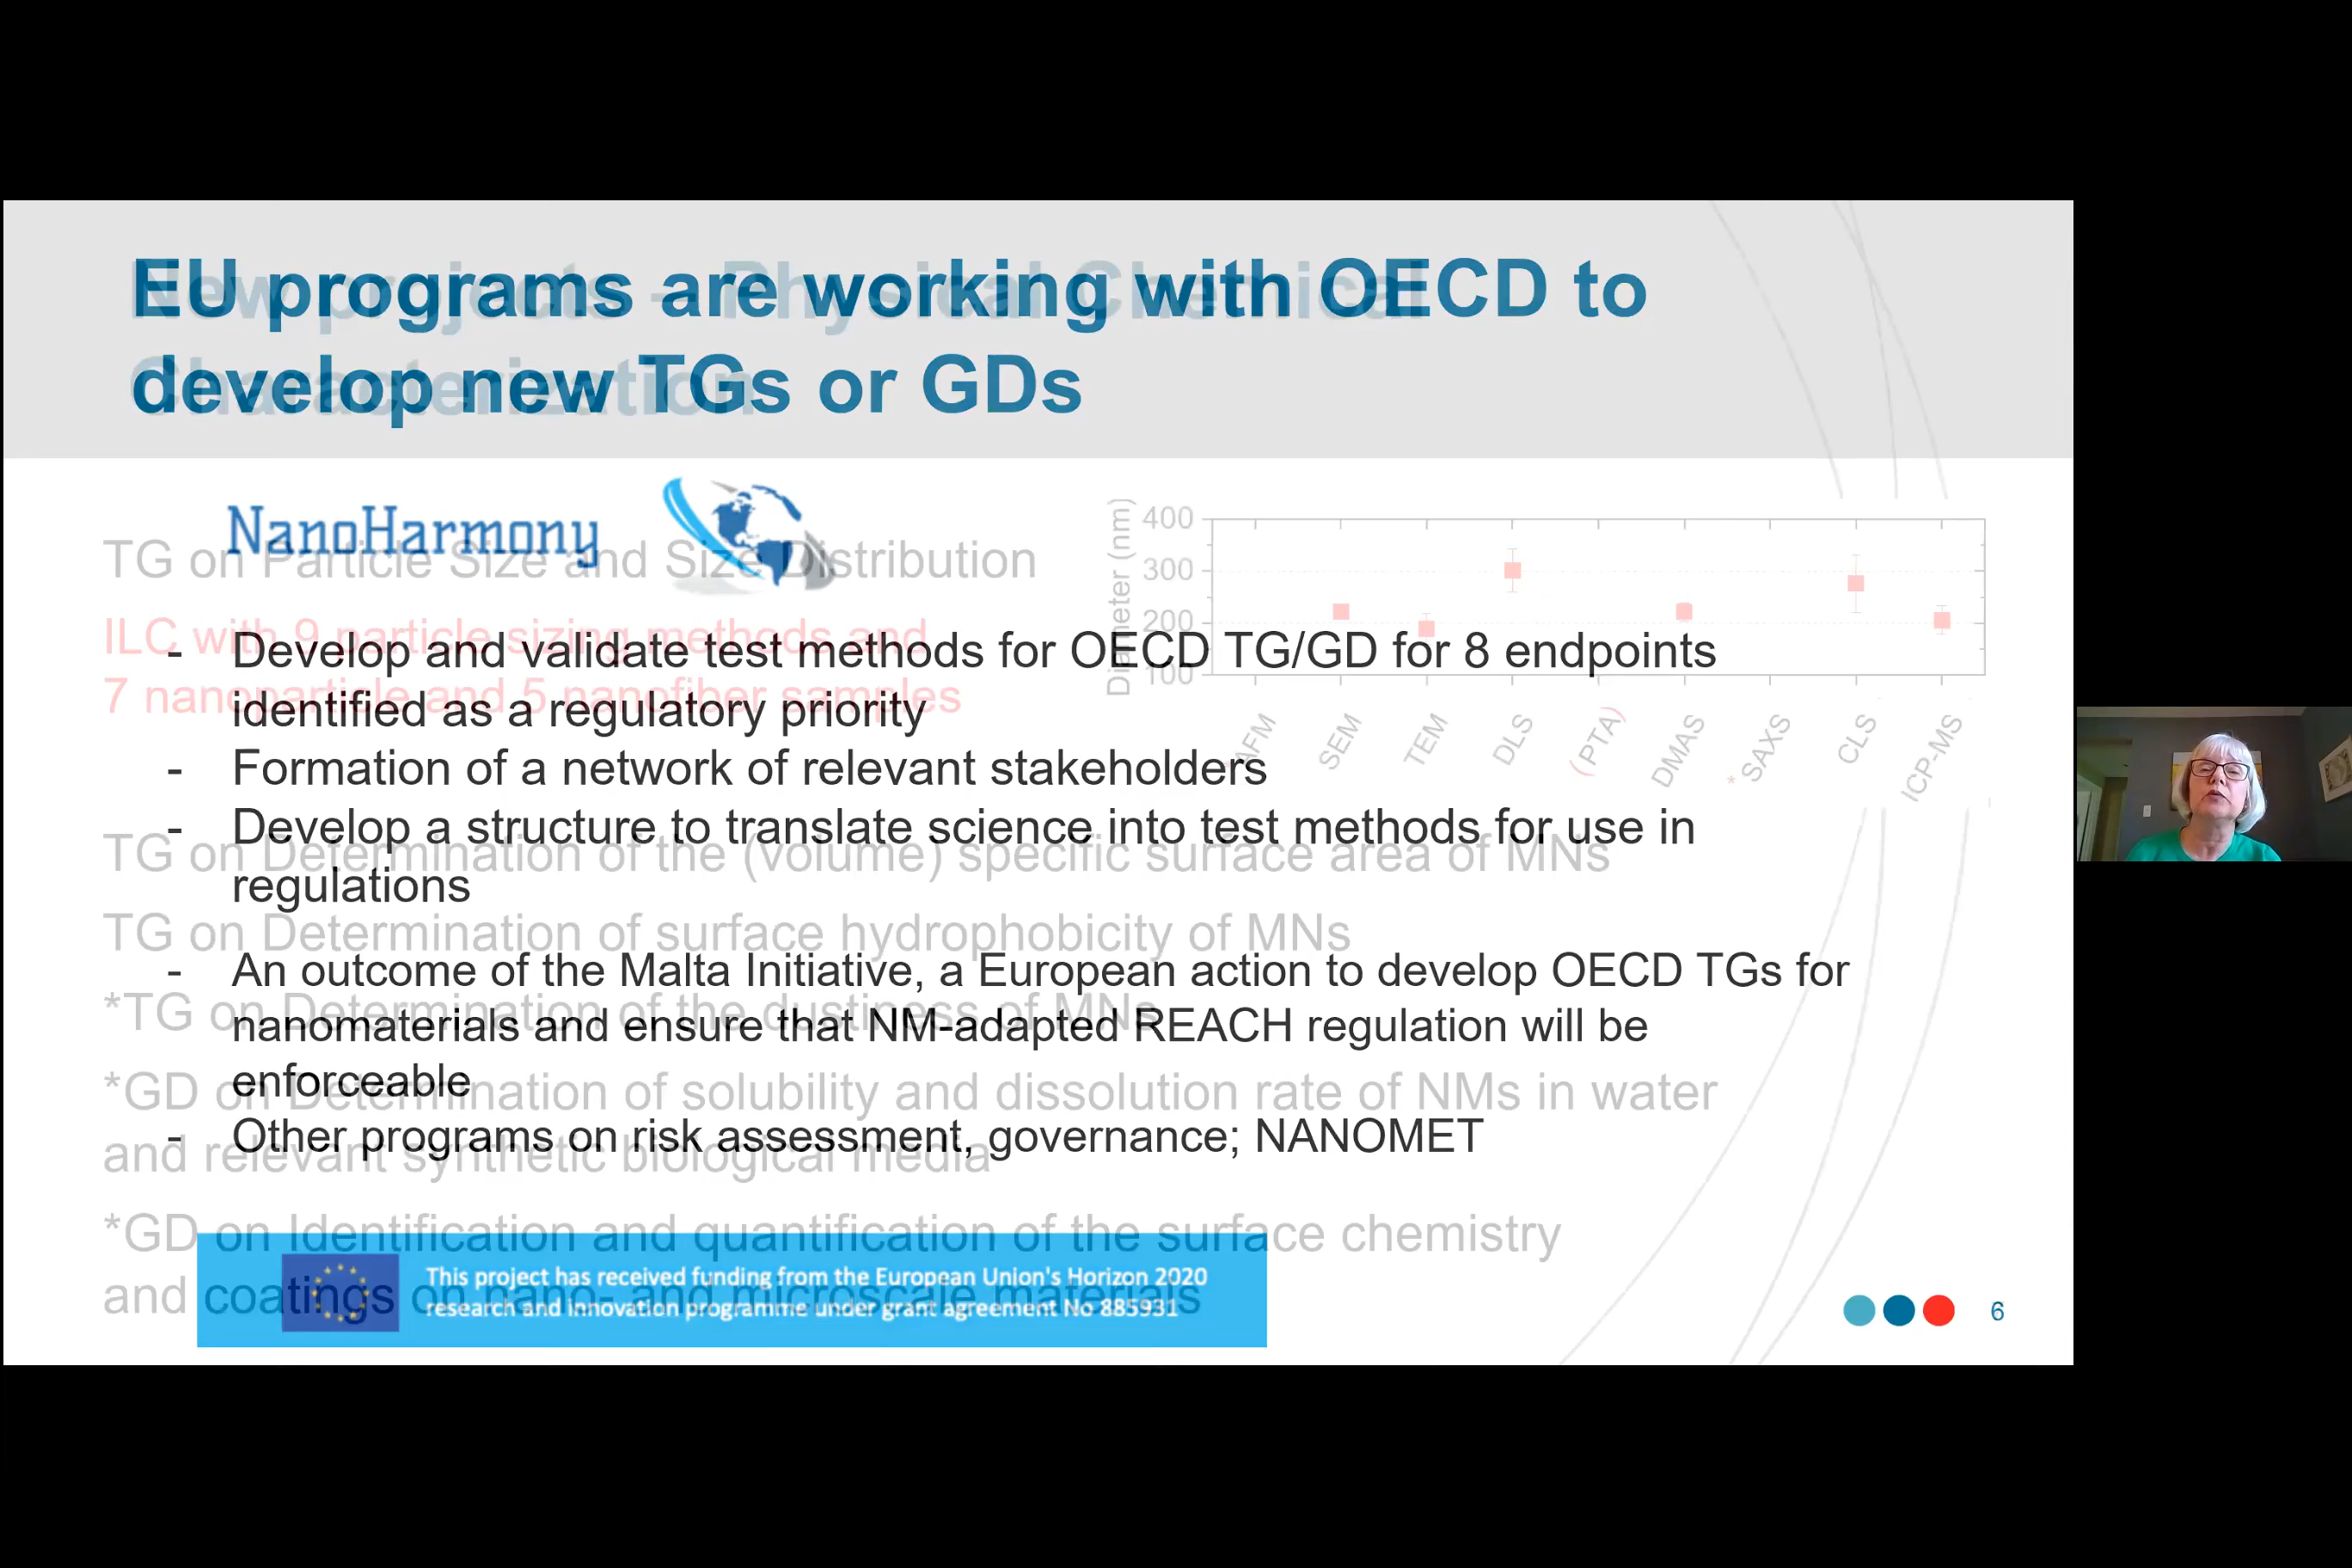 EU programs are working with OECD to
develop new TGs or GDs
New projects - Physical Chemical
Characterization
NanoHarmony
TG on Particle Size and Size Distribution
ILC with 9 particle sizing methods and
7 nanoparticle and 5 nanofiber samples
Diameter (nm)
400
300
200
100
AFM
SEM
TEM
DLS
(PTA)
DMAS
* SAXS
CLS
ICP-MS
- Develop and validate test methods for OECD TG/GD for 8 endpoints
identified as a regulatory priority
- Formation of a network of relevant stakeholders
- Develop a structure to translate science into test methods for use in
regulations
TG on Determination of the (volume) specific surface area of MNs
TG on Determination of surface hydrophobicity of MNs
- An outcome of the Malta Initiative, a European action to develop OECD TGs for
nanomaterials and ensure that NM-adapted REACH regulation will be
enforceable
*TG on Determination of the dustiness of MNs
*GD on Determination of solubility and dissolution rate of NMs in water
and relevant synthetic biological media
- Other programs on risk assessment, governance; NANOMET
*GD on Identification and quantification of the surface chemistry
and coatings on nano- and microscale materials
This project has received funding from the European Union's Horizon 2020
research and innovation programme under grant agreement No 885931
6